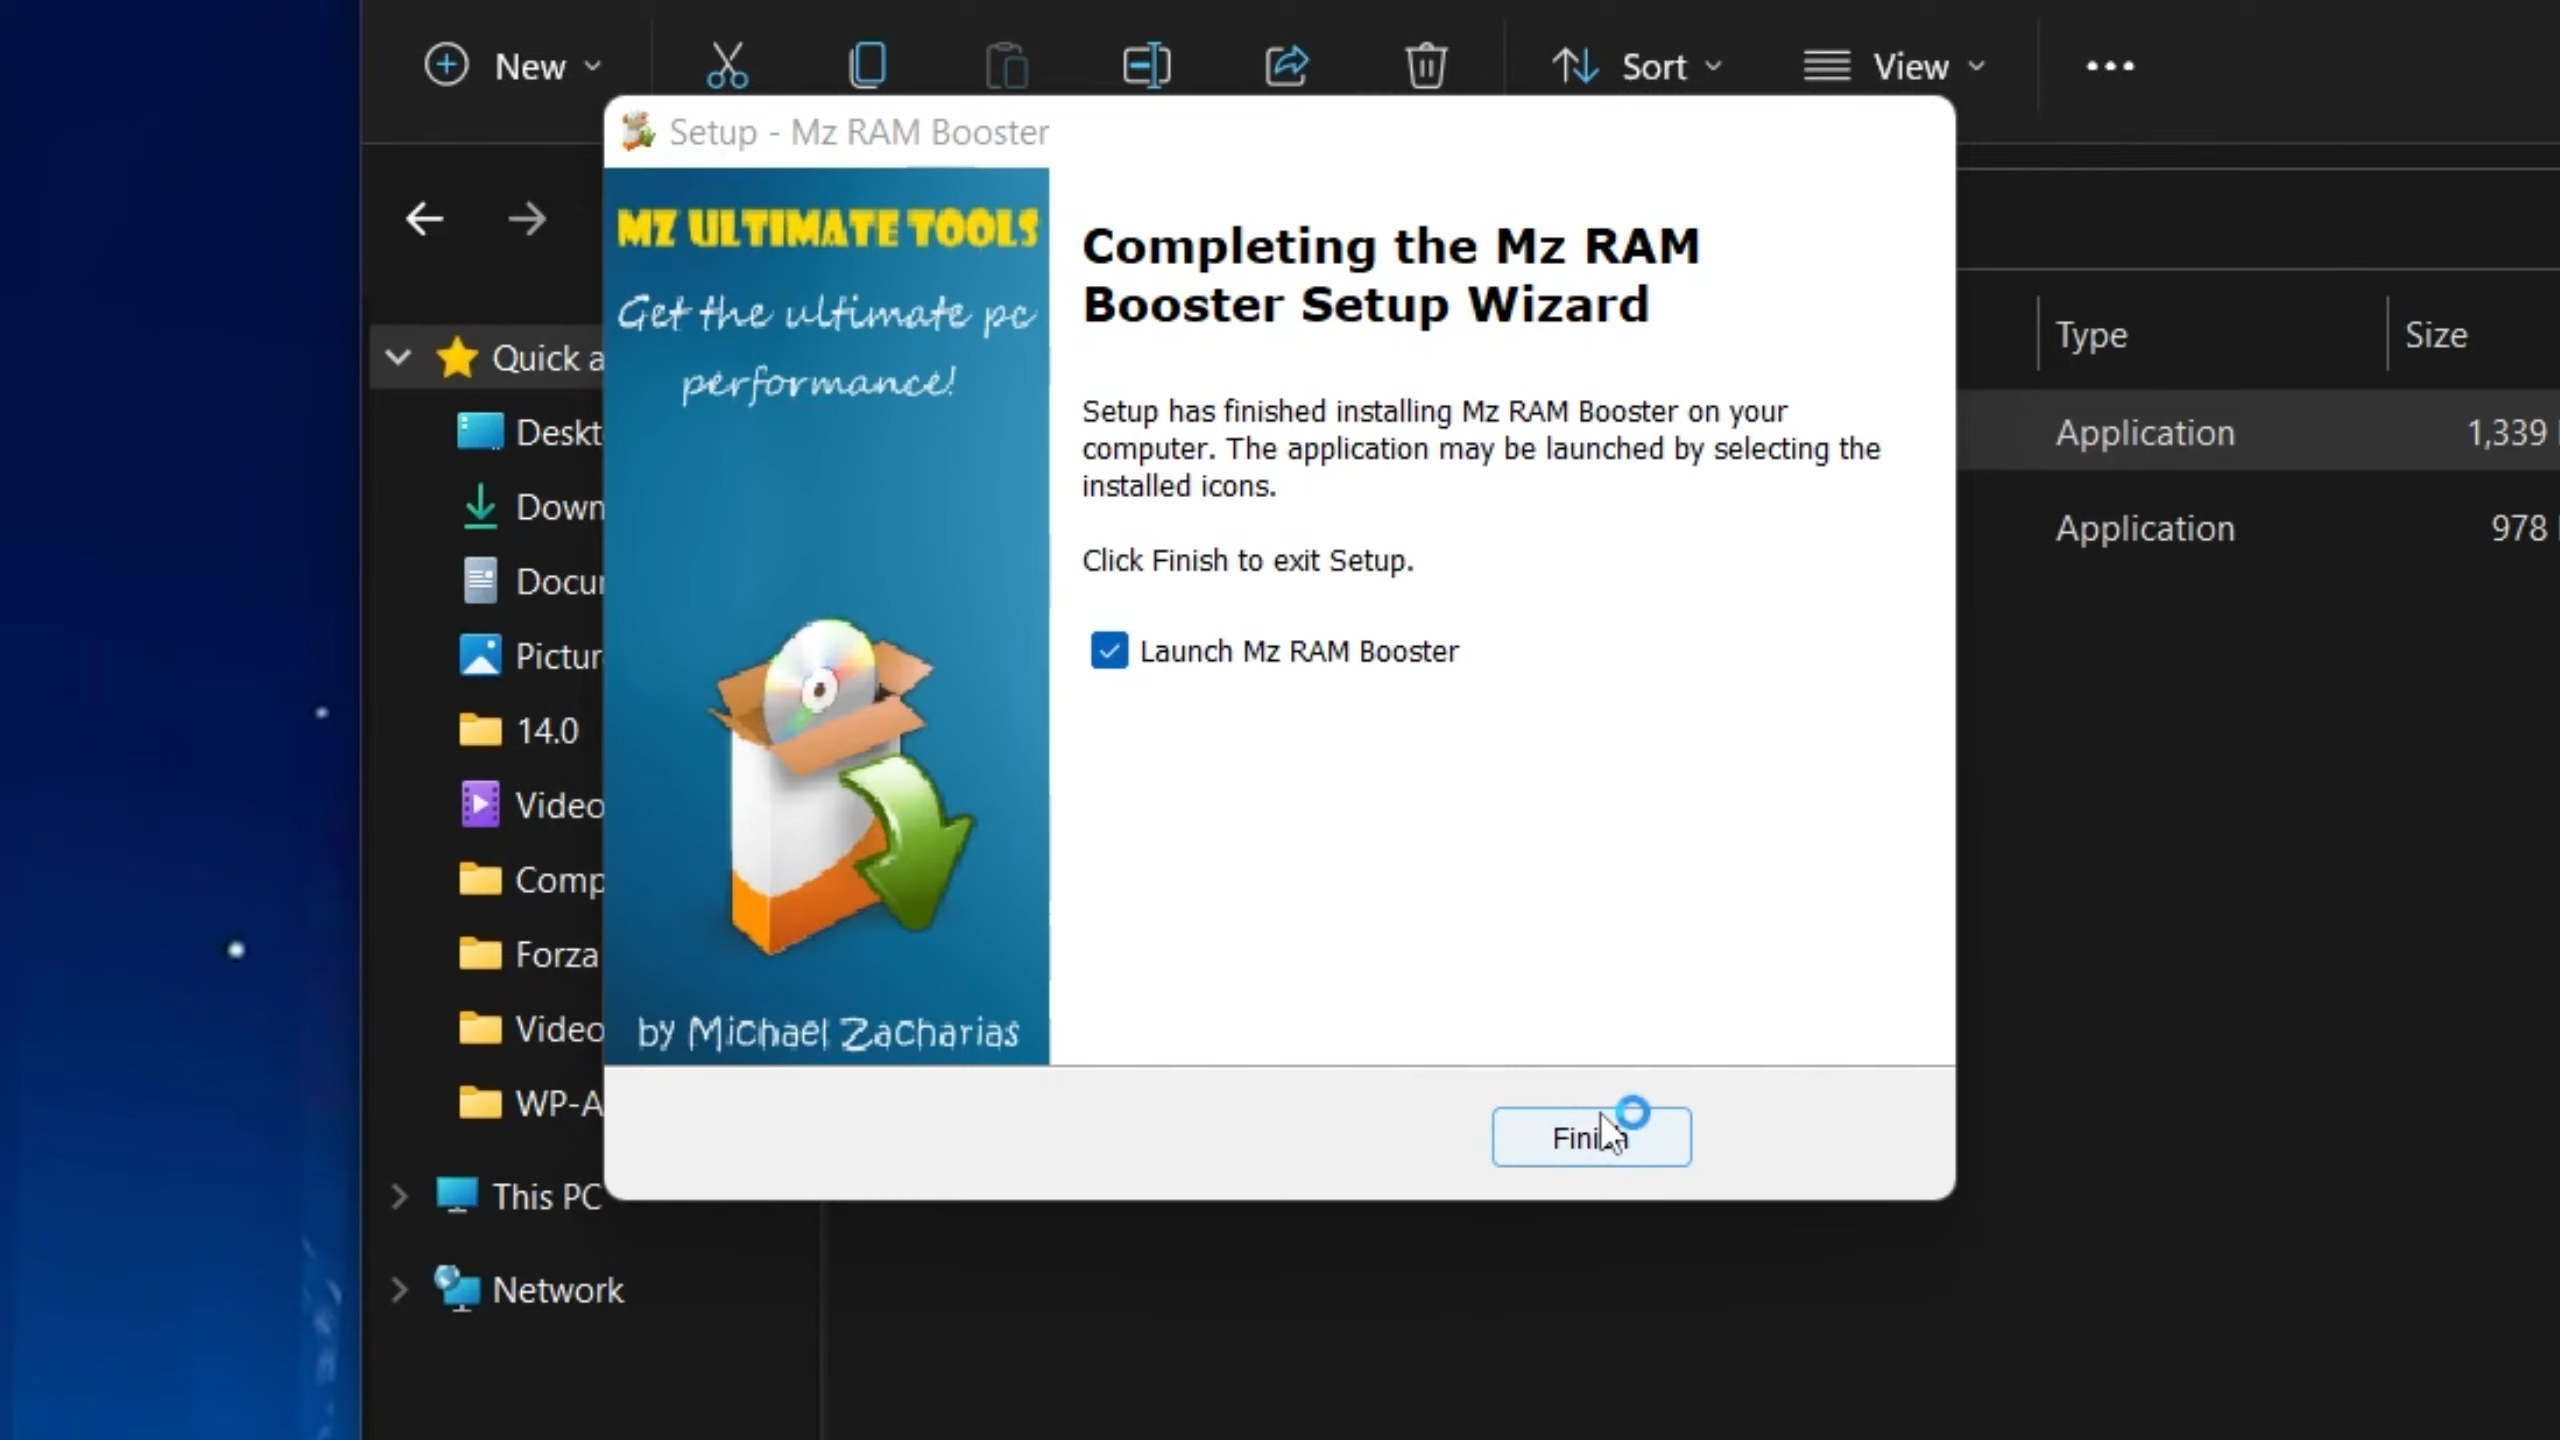 New
Sort
View
Setup - Mz RAM Booster
MZ ULTIMATE TOOLS
Get the ultimate pc
performance!
by Michael Zacharias
Completing the Mz RAM
Booster Setup Wizard
Setup has finished installing Mz RAM Booster on your
computer. The application may be launched by selecting the
installed icons.
Click Finish to exit Setup.
Launch Mz RAM Booster
Finish
Quick a
Deskt
Down
Docu
Pictur
14.0
Video
Comp
Forza
Video
WP-A
This PC
Network
Type
Size
Application
1,339
Application
978